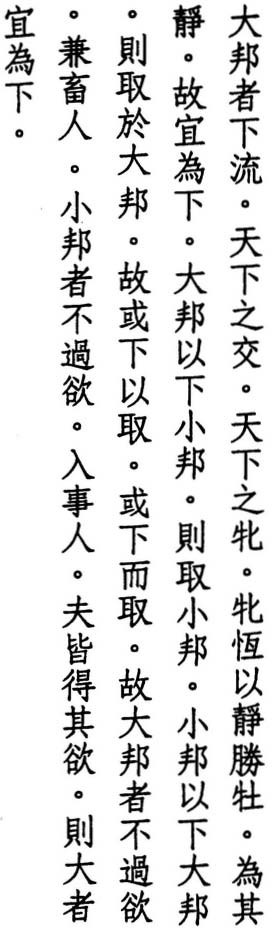 大邦者下流。天下之交。天下之牝。牝恆以靜勝牡。為其
靜。故宜為下。大邦以下小邦。則取小邦。小邦以下大邦
。則取於大邦。故或下以取。或下而取。故大邦者不過欲
。兼畜人。小邦者不過欲。入事人。夫皆得其欲。則大者
宜為下。